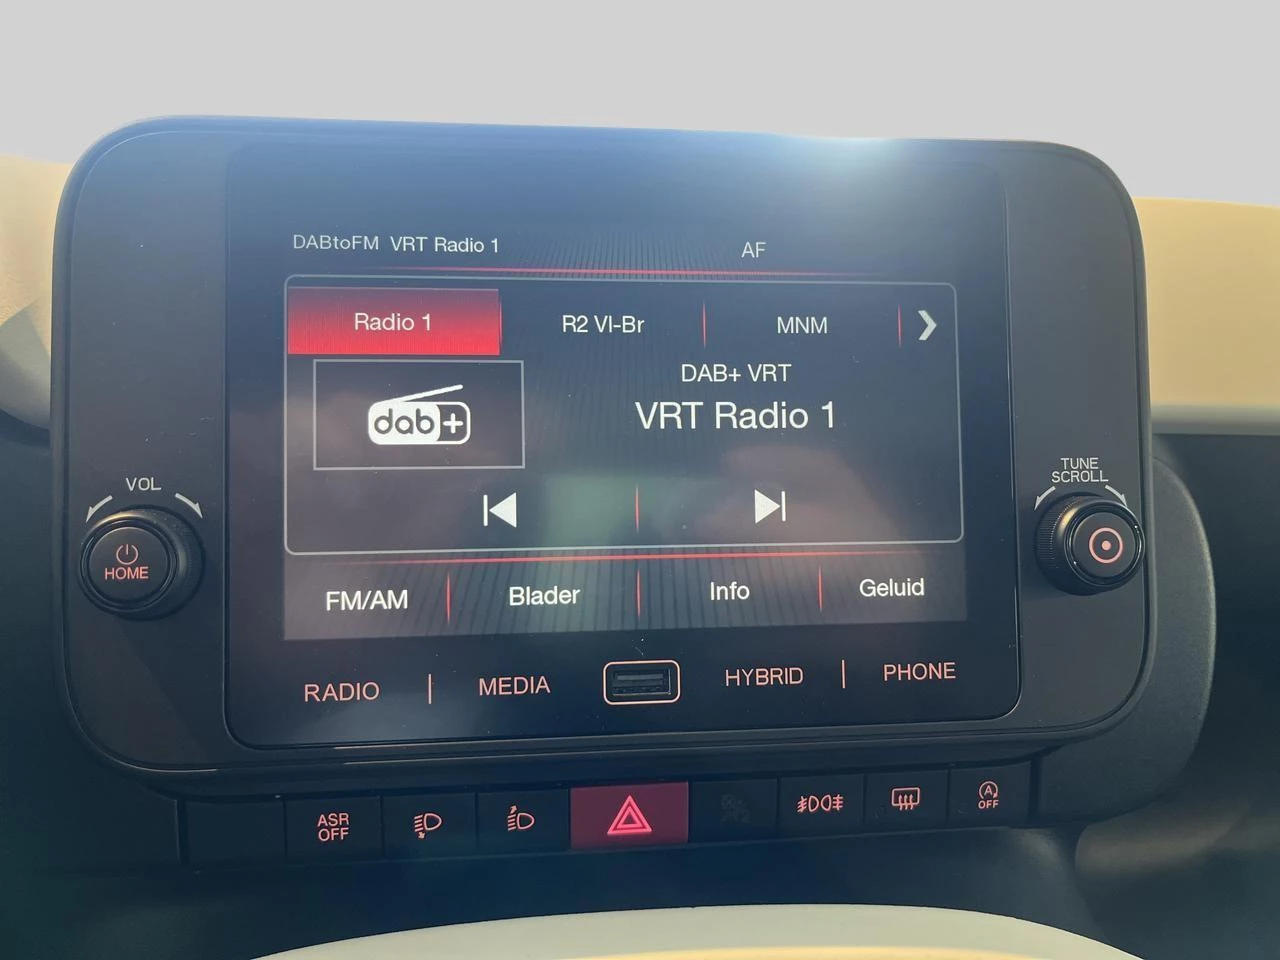 DABtoFM VRT Radio 1 AF
Radio 1 R2 Vl-Br MNM
dab+
DAB+ VRT
VRT Radio 1
VOL
HOME
TUNE
SCROLL
FM/AM Blader Info Geluid
RADIO | MEDIA HYBRID | PHONE
ASR
OFF
A
OFF